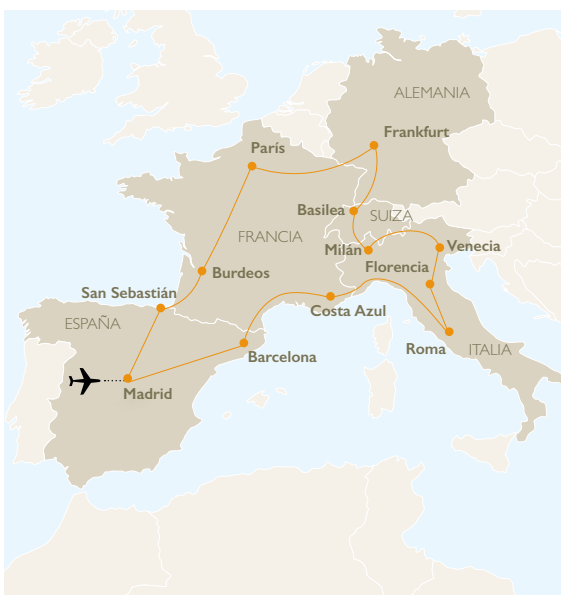 ALEMANIA
Frankfurt
París
Basilea
SUIZA
FRANCIA
Milán
Venecia
Florencia
Burdeos
San Sebastián
Costa Azul
ESPAÑA
Roma
ITALIA
Barcelona
Madrid